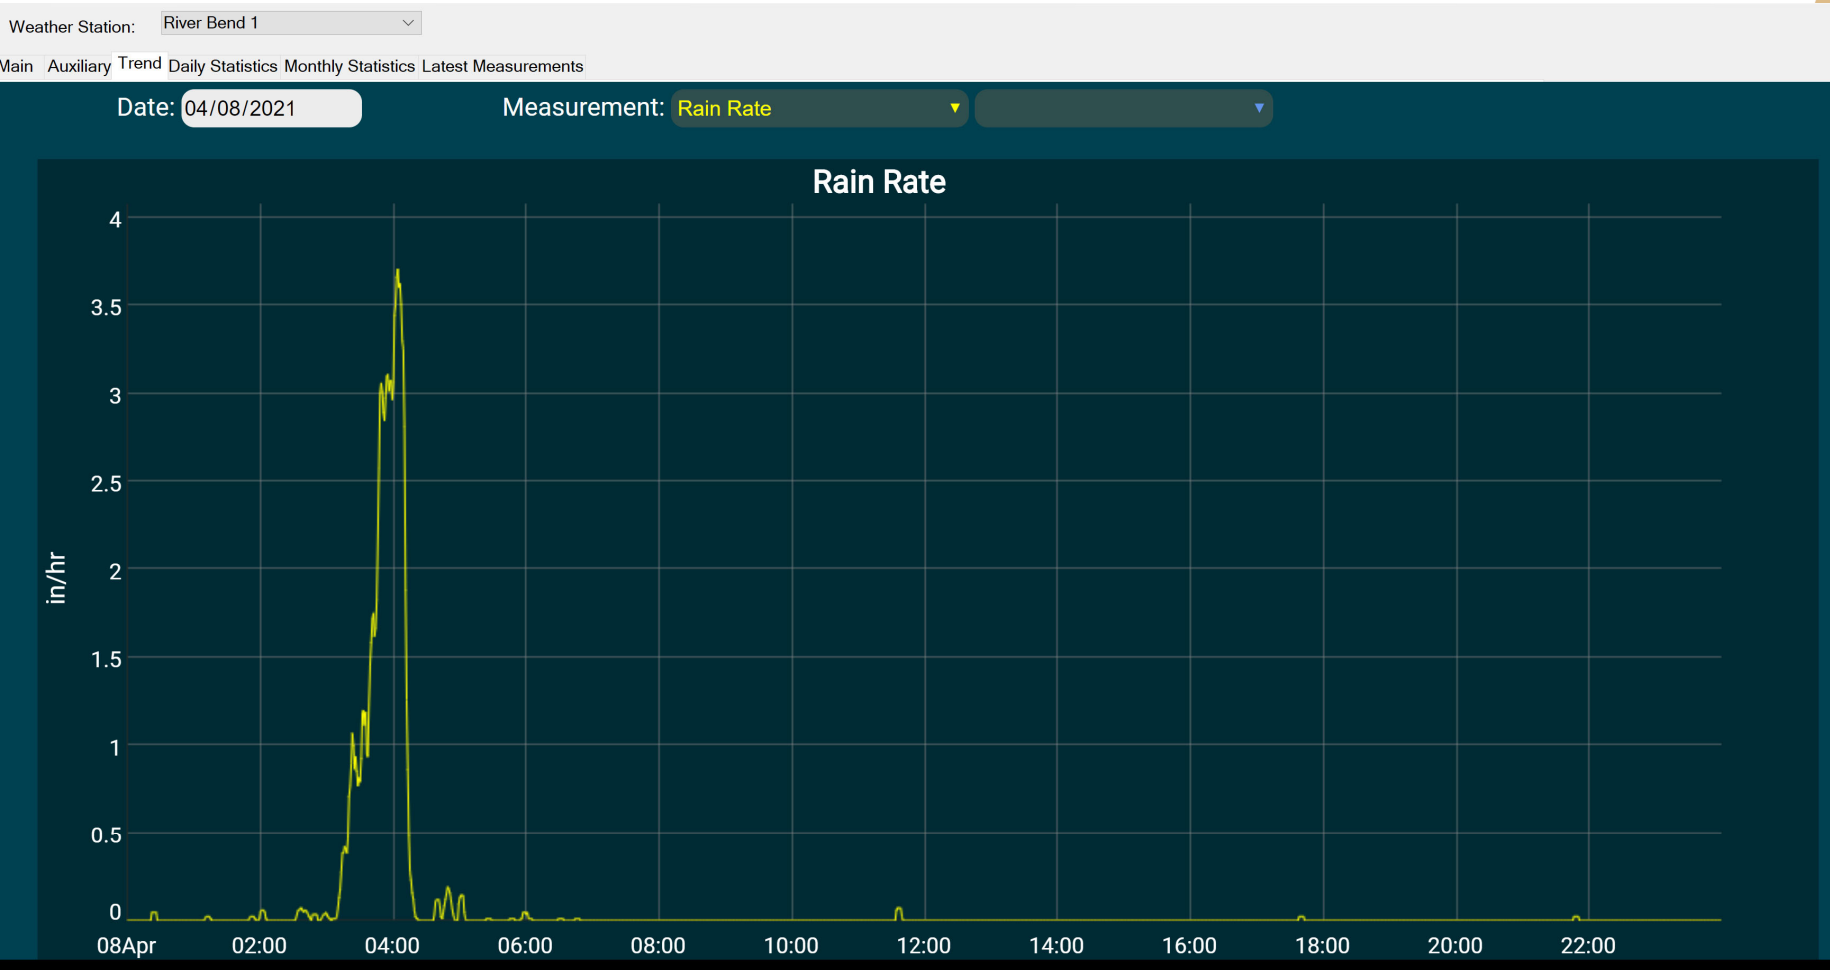 Weather Station: River Bend 1
Main Auxiliary Trend Daily Statistics Monthly Statistics Latest Measurements
Date: 04/08/2021 Measurement: Rain Rate
Rain Rate
4
3.5
3
2.5
2
in/hr
1.5
1
0.5
0
08Apr 02:00 04:00 06:00 08:00 10:00 12:00 14:00 16:00 18:00 20:00 22:00